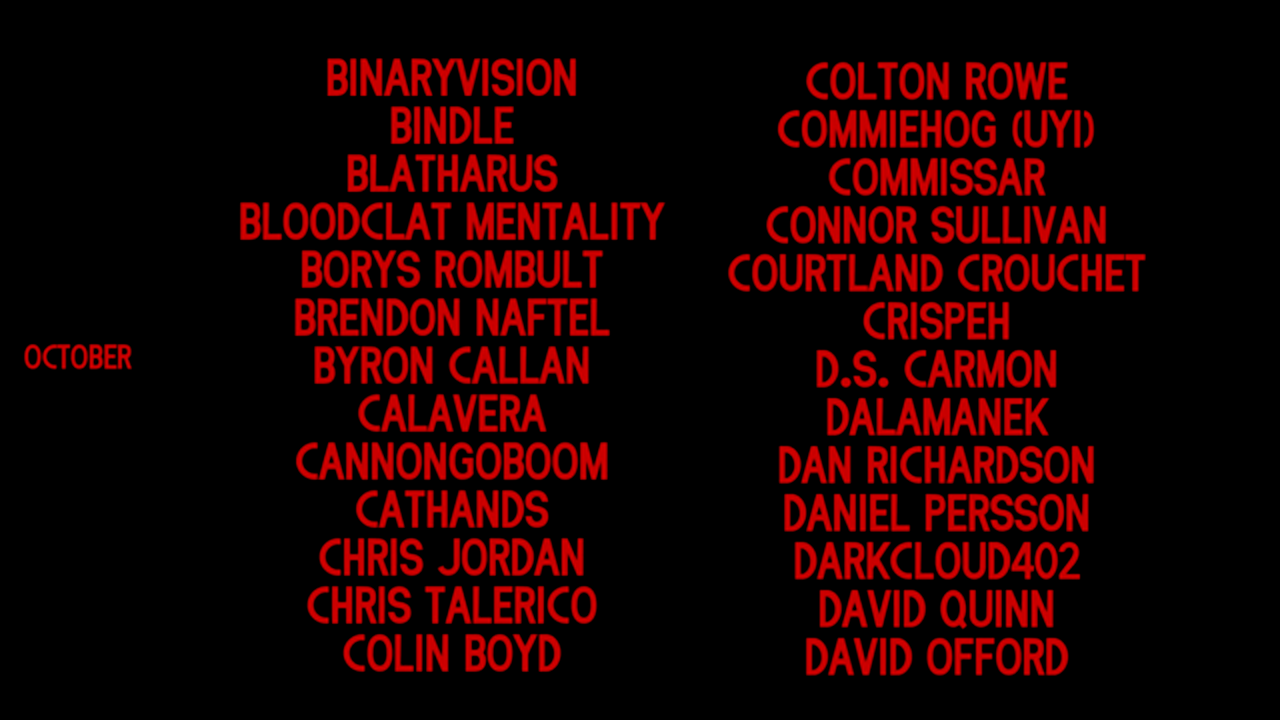 OCTOBER
BINARYVISION
BINDLE
BLATHARUS
BLOODCLAT MENTALITY
BORYS ROMBULT
BRENDON NAFTEL
BYRON CALLAN
CALAVERA
CANNONGOBOOM
CATHANDS
CHRIS JORDAN
CHRIS TALERICO
COLIN BOYD
COLTON ROWE
COMMIEHOG (UYI)
COMMISSAR
CONNOR SULLIVAN
COURTLAND CROUCHET
CRISPEH
D.S. CARMON
DALAMANEK
DAN RICHARDSON
DANIEL PERSSON
DARKCLOUD402
DAVID QUINN
DAVID OFFORD